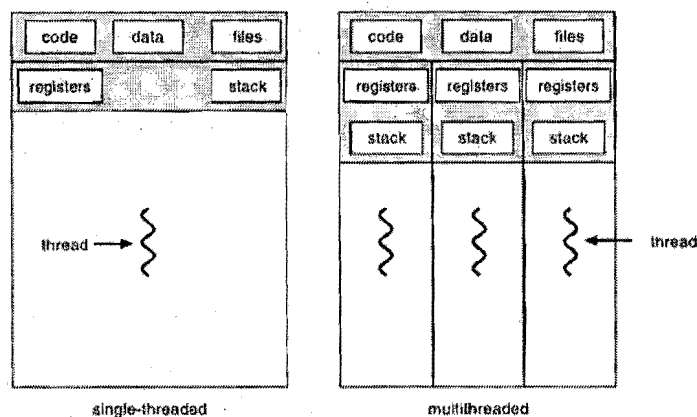 code data files
registers stack
thread
single-threaded
code data files
registers registers registers
stack stack stack
thread
multithreaded